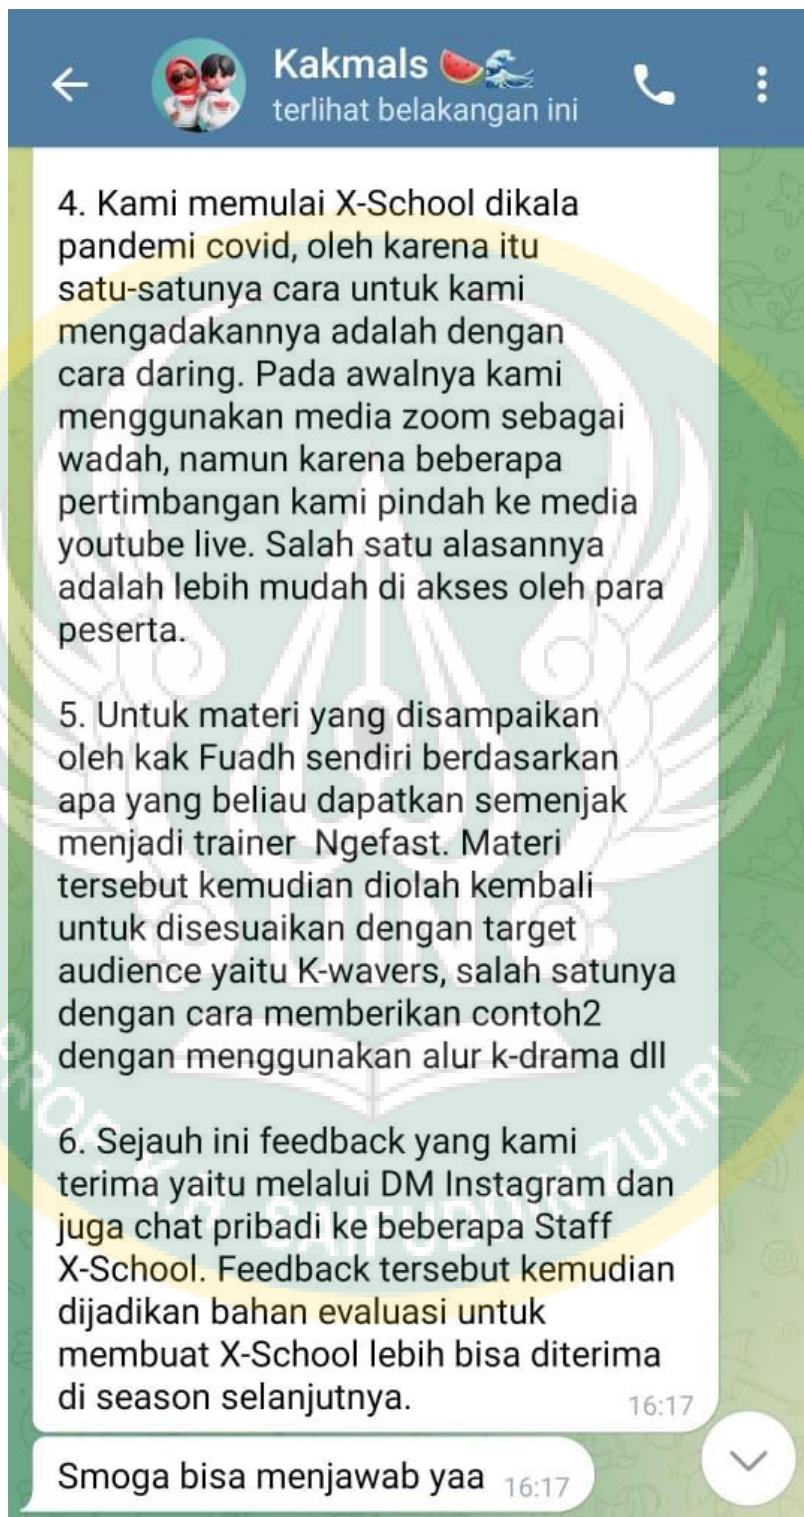 Kakmals 🍉🌊
terlihat belakangan ini
4. Kami memulai X-School dikala
pandemi covid, oleh karena itu
satu-satunya cara untuk kami
mengadakannya adalah dengan
cara daring. Pada awalnya kami
menggunakan media zoom sebagai
wadah, namun karena beberapa
pertimbangan kami pindah ke media
youtube live. Salah satu alasannya
adalah lebih mudah di akses oleh para
peserta.
5. Untuk materi yang disampaikan
oleh kak Fuadh sendiri berdasarkan
apa yang beliau dapatkan semenjak
menjadi trainer  Ngefast. Materi
tersebut kemudian diolah kembali
untuk disesuaikan dengan target
audience yaitu K-wavers, salah satunya
dengan cara memberikan contoh2
dengan menggunakan alur k-drama dll
6. Sejauh ini feedback yang kami
terima yaitu melalui DM Instagram dan
juga chat pribadi ke beberapa Staff
X-School. Feedback tersebut kemudian
dijadikan bahan evaluasi untuk
membuat X-School lebih bisa diterima
di season selanjutnya. 16:17
Smoga bisa menjawab yaa 16:17
UIN
PROF. K.H. SAIFUDDIN ZUHRI